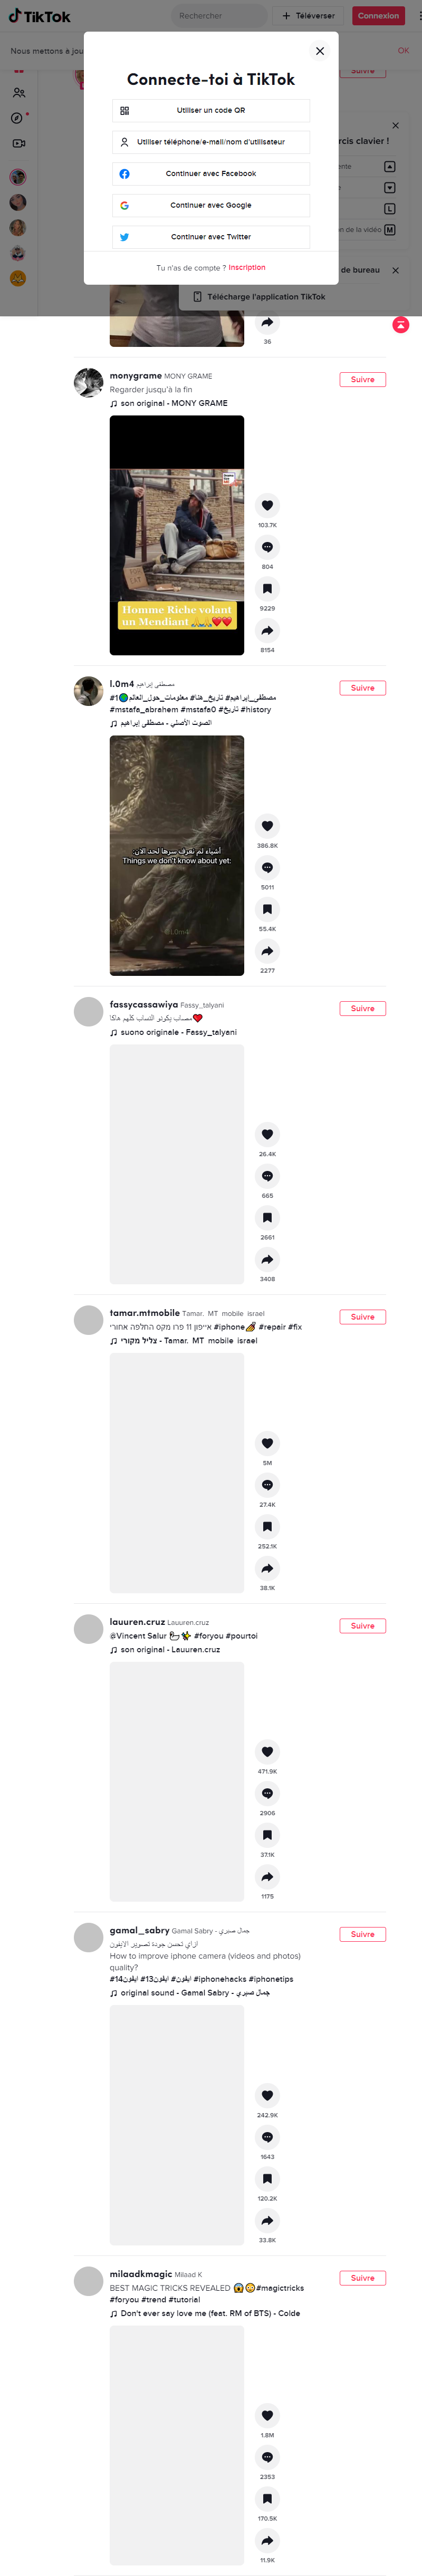 TikTok
Rechercher
Téléverser
Connexion
Nous mettons à jou
OK
Suivre
Connecte-toi à TikTok
Utiliser un code QR
Utiliser téléphone/e-mail/nom d'utilisateur
Continuer avec Facebook
Continuer avec Google
Continuer avec Twitter
Tu n'as de compte ? Inscription
rcis clavier !
ente
L
on de la vidéo M
de bureau
Télécharge l'application TikTok
36
monygrame MONY GRAME
Suivre
Regarder jusqu'à la fin
son original - MONY GRAME
Homme Riche volant
un Mendiant 🙏🙏❤️❤️
103.7K
804
9229
8154
l.0m4 مصطفى إبراهيم
Suivre
#مصطفى_إبراهيم #تاريخ_هنا #معلومات_حول_العالم🌍1
#mstafa_abrahem #mstafa0 #تاريخ #history
الصوت الأصلي - مصطفى إبراهيم
أشياء لم نعرف سرها لحد الان:
Things we don't know about yet:
L0m4
386.8K
5011
55.4K
2277
fassycassawiya Fassy_talyani
Suivre
suono originale - Fassy_talyani
26.4K
665
2661
3408
tamar.mtmobile Tamar. MT mobile israel
Suivre
אייפון 11 פרו מקס החלפה אחורי #iphone💅 #repair #fix
צליל מקורי - Tamar. MT mobile israel
5M
27.4K
252.1K
38.1K
lauuren.cruz Lauuren.cruz
Suivre
@Vincent Salur #foryou #pourtoi
son original - Lauuren.cruz
471.9K
2906
37.1K
1175
gamal_sabry Gamal Sabry - جمال صبري
Suivre
ازاي تحسن جودة تصوير الايفون
How to improve iphone camera (videos and photos)
quality?
#ايفون14 #ايفون13 #ايفون #iphonehacks #iphonetips
original sound - Gamal Sabry - جمال صبري
242.9K
1643
120.2K
33.8K
milaadkmagic Milaad K
Suivre
BEST MAGIC TRICKS REVEALED 😱😳#magictricks
#foryou #trend #tutorial
Don't ever say love me (feat. RM of BTS) - Colde
1.8M
2353
170.5K
11.9K